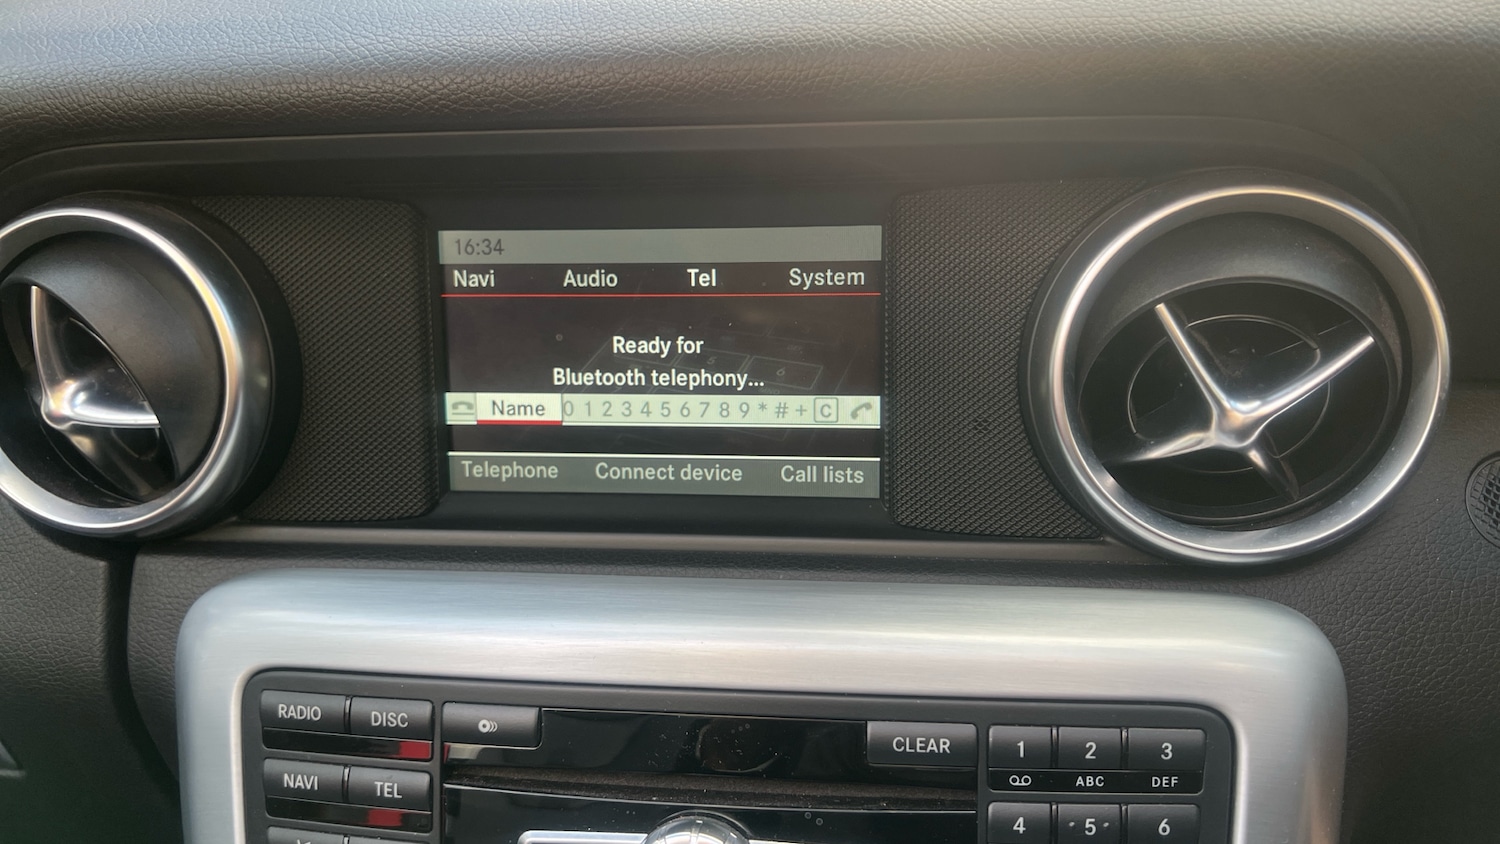 16:34
Navi Audio Tel System
Ready for
Bluetooth telephony...
Name 0 1 2 3 4 5 6 7 8 9 * # + C
Telephone Connect device Call lists
RADIO DISC CLEAR 1 2 3
ABC DEF
NAVI TEL
4 5 6